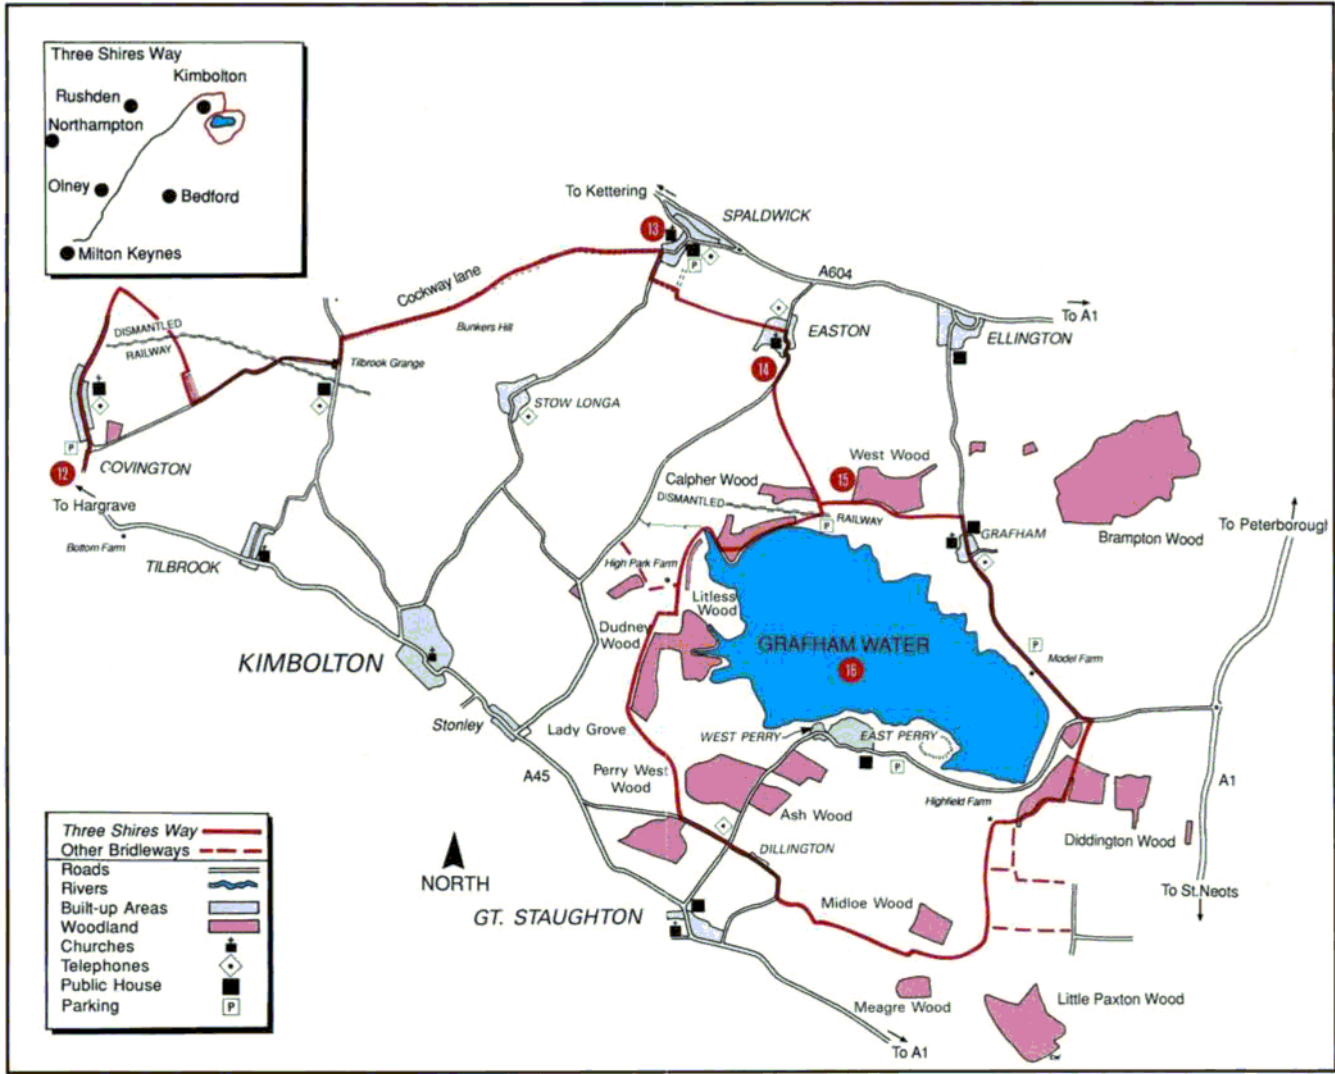 Three Shires Way
Kimbolton
Rushden
Northampton
Olney
Bedford
Milton Keynes
To Kettering
SPALDWICK
13
P
A604
To A1
Cockway lane
Bunkers Hill
EASTON
ELLINGTON
DISMANTLED
RAILWAY
Tilbrook Grange
14
STOW LONGA
P
COVINGTON
12
To Hargrave
Bottom Farm
TILBROOK
West Wood
15
Calpher Wood
DISMANTLED
RAILWAY
P
GRAFHAM
Brampton Wood
To Peterborough
High Park Farm
Litless
Wood
Dudney
Wood
GRAFHAM WATER
16
P
Model Farm
KIMBOLTON
Stonley
Lady Grove
WEST PERRY
EAST PERRY
P
A45
Perry West
Wood
Highfield Farm
A1
Ash Wood
Diddington Wood
DILLINGTON
To St.Neots
NORTH
GT. STAUGHTON
Midloe Wood
Meagre Wood
Little Paxton Wood
To A1
Three Shires Way
Other Bridleways
Roads
Rivers
Built-up Areas
Woodland
Churches
Telephones
Public House
Parking
P